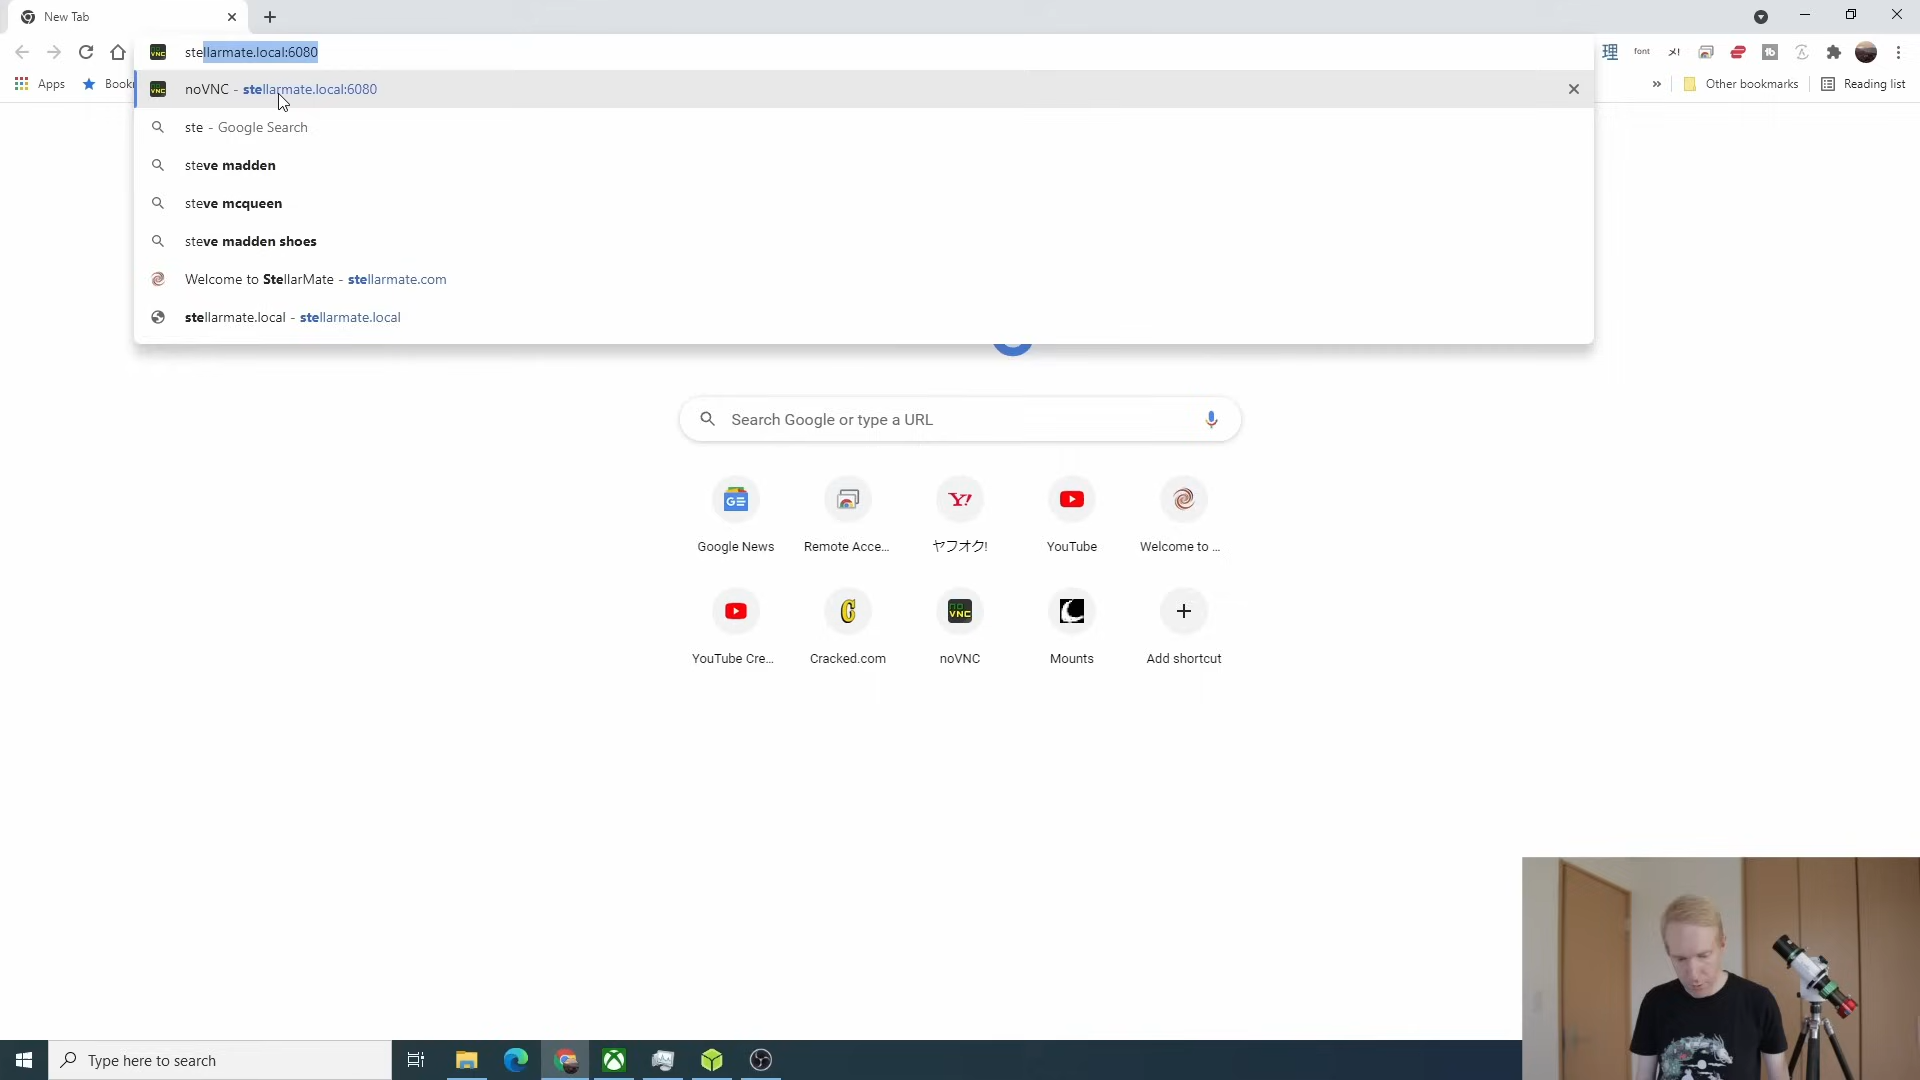 New Tab
stellarmate.local:6080
font
Apps
Bookr
Other bookmarks
Reading list
noVNC - stellarmate.local:6080
ste - Google Search
steve madden
steve mcqueen
steve madden shoes
Welcome to StellarMate - stellarmate.com
stellarmate.local - stellarmate.local
Search Google or type a URL
Google News
Remote Acce...
ヤフオク!
YouTube
Welcome to ...
YouTube Cre...
Cracked.com
noVNC
Mounts
Add shortcut
Type here to search